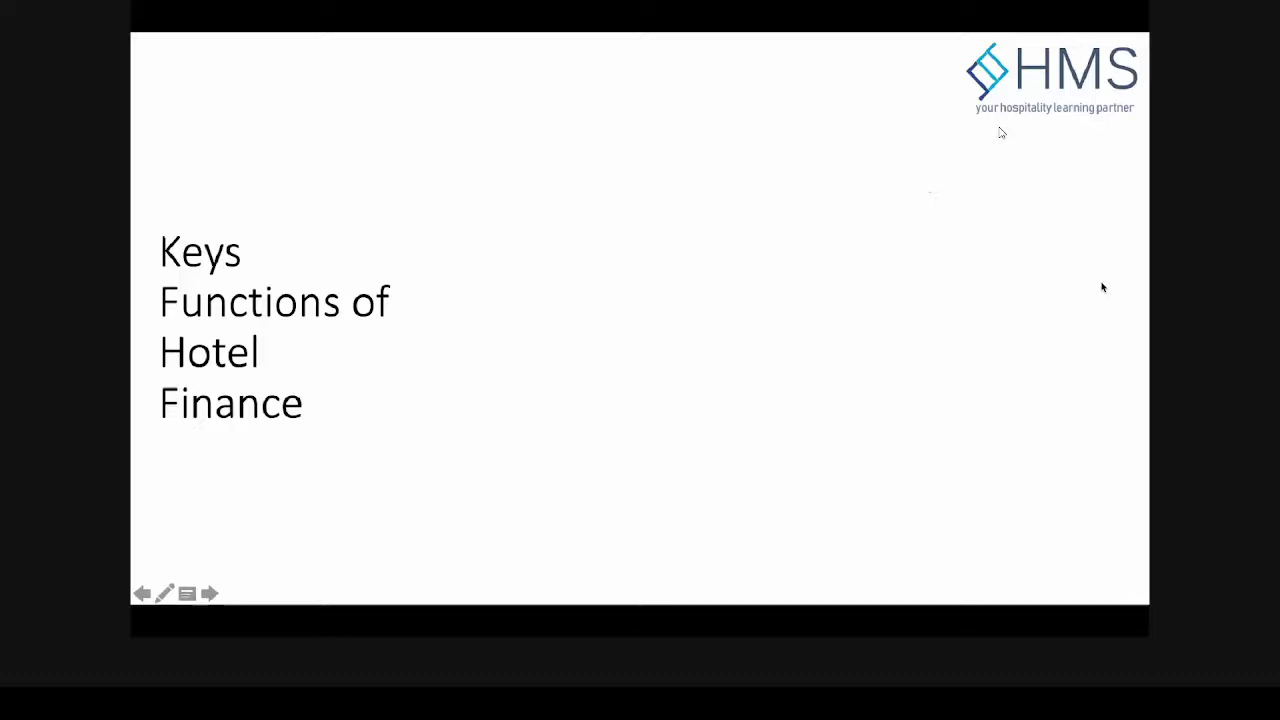 HMS
your hospitality learning partner
Keys
Functions of
Hotel
Finance